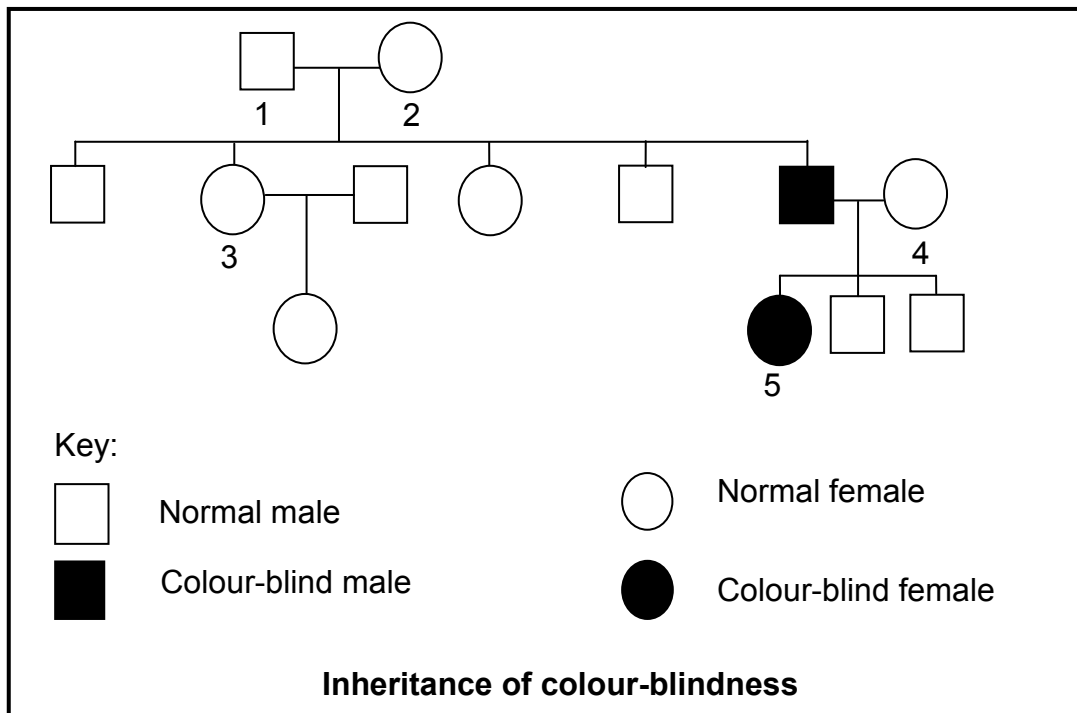 1
2
3
4
5
Key:
Normal male
Normal female
Colour-blind male
Colour-blind female
Inheritance of colour-blindness